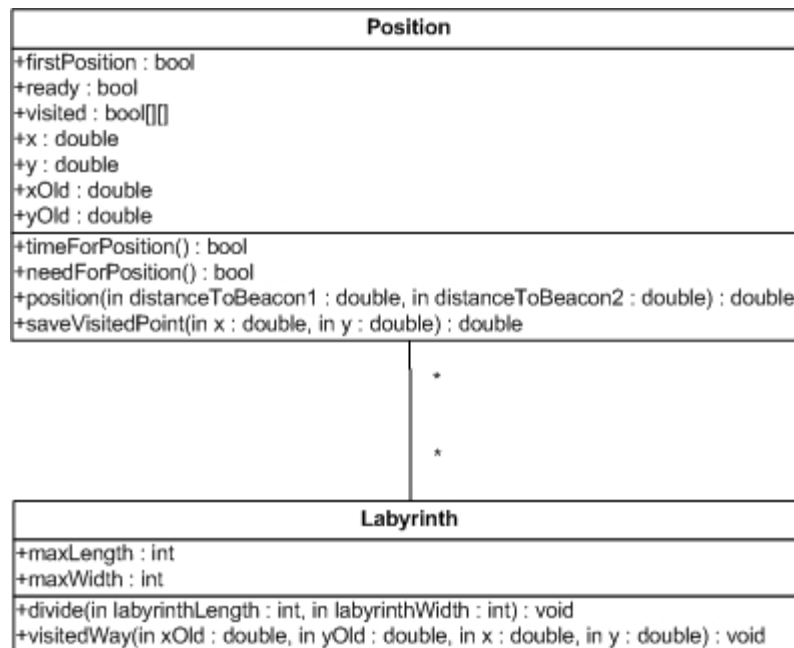 Position
+firstPosition : bool
+ready : bool
+visited : bool[][]
+x : double
+y : double
+xOld : double
+yOld : double
+timeForPosition() : bool
+needForPosition() : bool
+position(in distanceToBeacon1 : double, in distanceToBeacon2 : double) : double
+saveVisitedPoint(in x : double, in y : double) : double
*
*
Labyrinth
+maxLength : int
+maxWidth : int
+divide(in labyrinthLength : int, in labyrinthWidth : int) : void
+visitedWay(in xOld : double, in yOld : double, in x : double, in y : double) : void